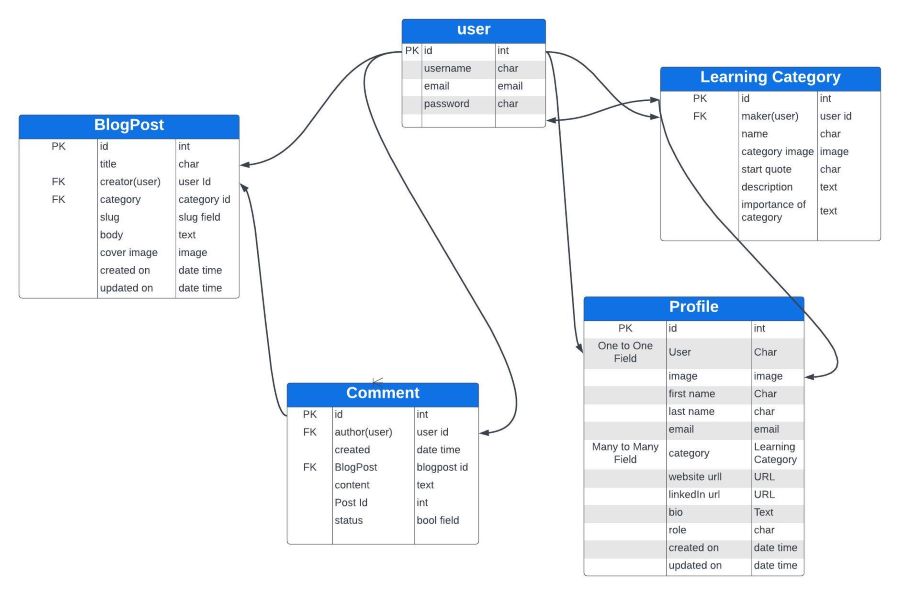 user
PK id int
username char
email email
password char
Learning Category
PK id int
FK maker(user) user id
name char
category image image
start quote char
description text
importance of
category text
BlogPost
PK id int
title char
FK creator(user) user Id
FK category category id
slug slug field
body text
cover image image
created on date time
updated on date time
Profile
PK id int
One to One
Field User Char
image image
first name Char
last name char
email email
Many to Many
Field category Learning
Category
website urll URL
linkedIn url URL
bio Text
role char
created on date time
updated on date time
Comment
PK id int
FK author(user) user id
created date time
FK BlogPost blogpost id
content text
Post Id int
status bool field